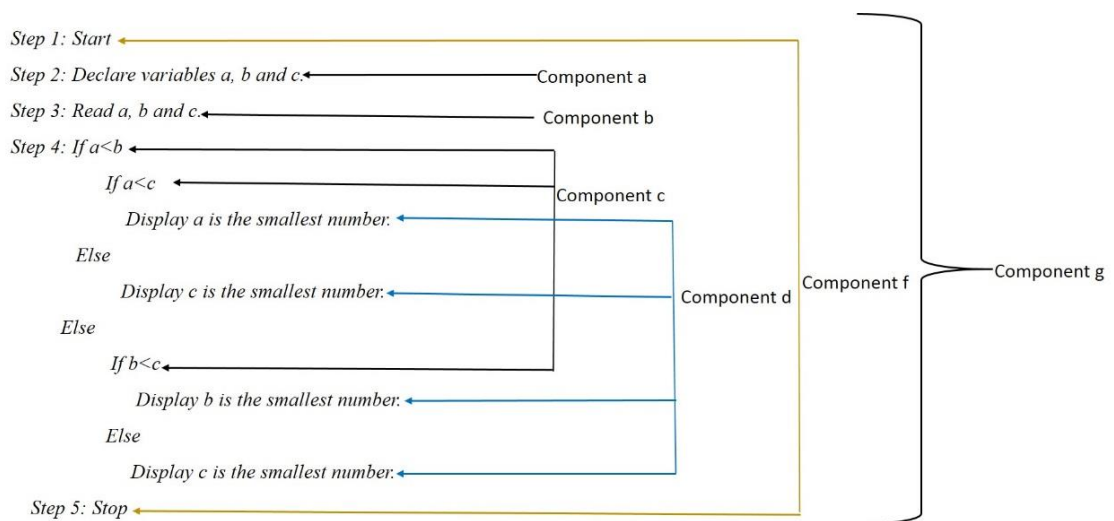 Step 1: Start
Step 2: Declare variables a, b and c.
Component a
Step 3: Read a, b and c.
Component b
Step 4: If a<b
If a<c
Component c
Display a is the smallest number.
Else
Component f
Component g
Display c is the smallest number.
Component d
Else
If b<c
Display b is the smallest number.
Else
Display c is the smallest number.
Step 5: Stop